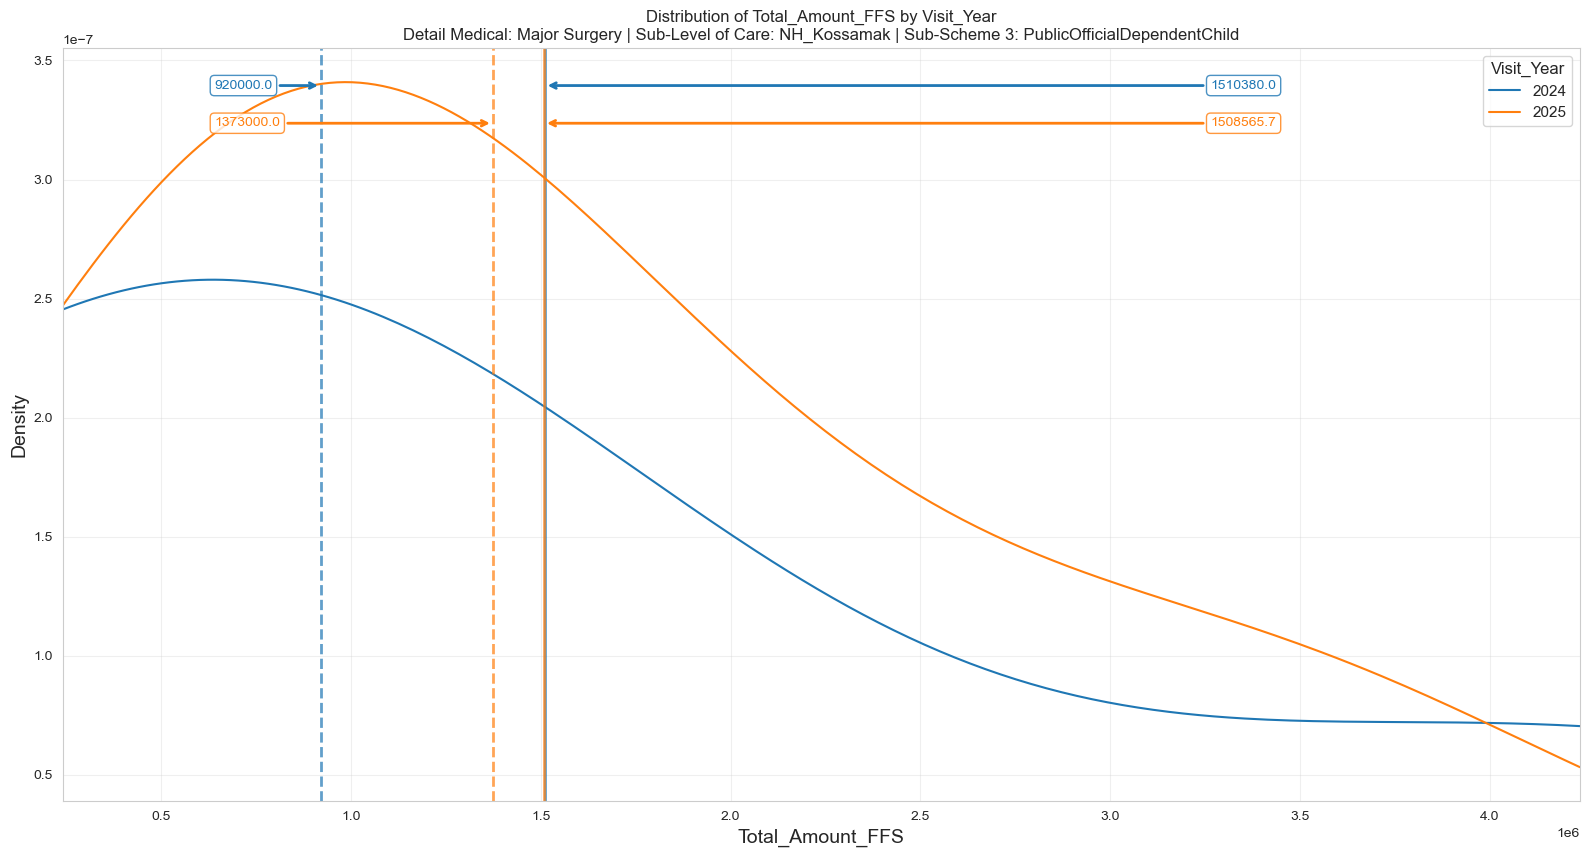 Distribution of Total_Amount_FFS by Visit_Year
Detail Medical: Major Surgery | Sub-Level of Care: NH_Kossamak | Sub-Scheme 3: PublicOfficialDependentChild
1e−7
3.5
3.0
2.5
2.0
1.5
1.0
0.5
Density
920000.0
1510380.0
1373000.0
1508565.7
Visit_Year
2024
2025
0.5 1.0 1.5 2.0 2.5 3.0 3.5 4.0
1e6
Total_Amount_FFS